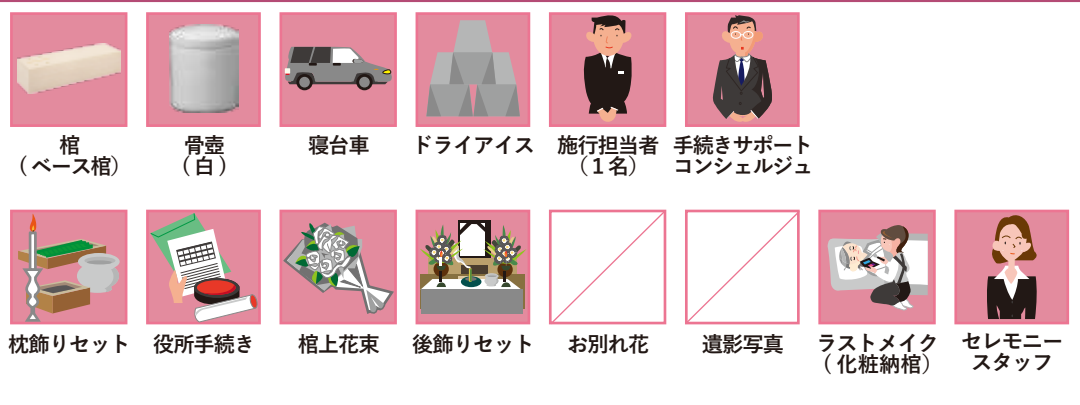 棺
（ベース棺）
骨壺
（白）
寝台車
ドライアイス
施行担当者
（１名）
手続きサポート
コンシェルジュ
枕飾りセット
役所手続き
棺上花束
後飾りセット
お別れ花
遺影写真
ラストメイク
（化粧納棺）
セレモニー
スタッフ